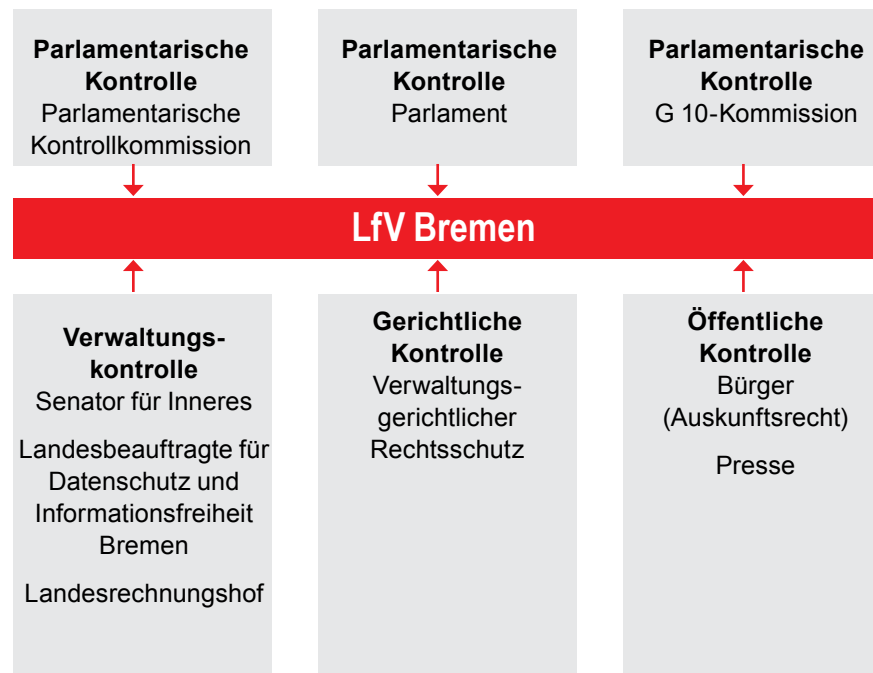 Parlamentarische
Kontrolle
Parlamentarische
Kontrollkommission
Parlamentarische
Kontrolle
Parlament
Parlamentarische
Kontrolle
G 10-Kommission
LfV Bremen
Verwaltungs-
kontrolle
Senator für Inneres
Landesbeauftragte für
Datenschutz und
Informationsfreiheit
Bremen
Landesrechnungshof
Gerichtliche
Kontrolle
Verwaltungs-
gerichtlicher
Rechtsschutz
Öffentliche
Kontrolle
Bürger
(Auskunftsrecht)
Presse